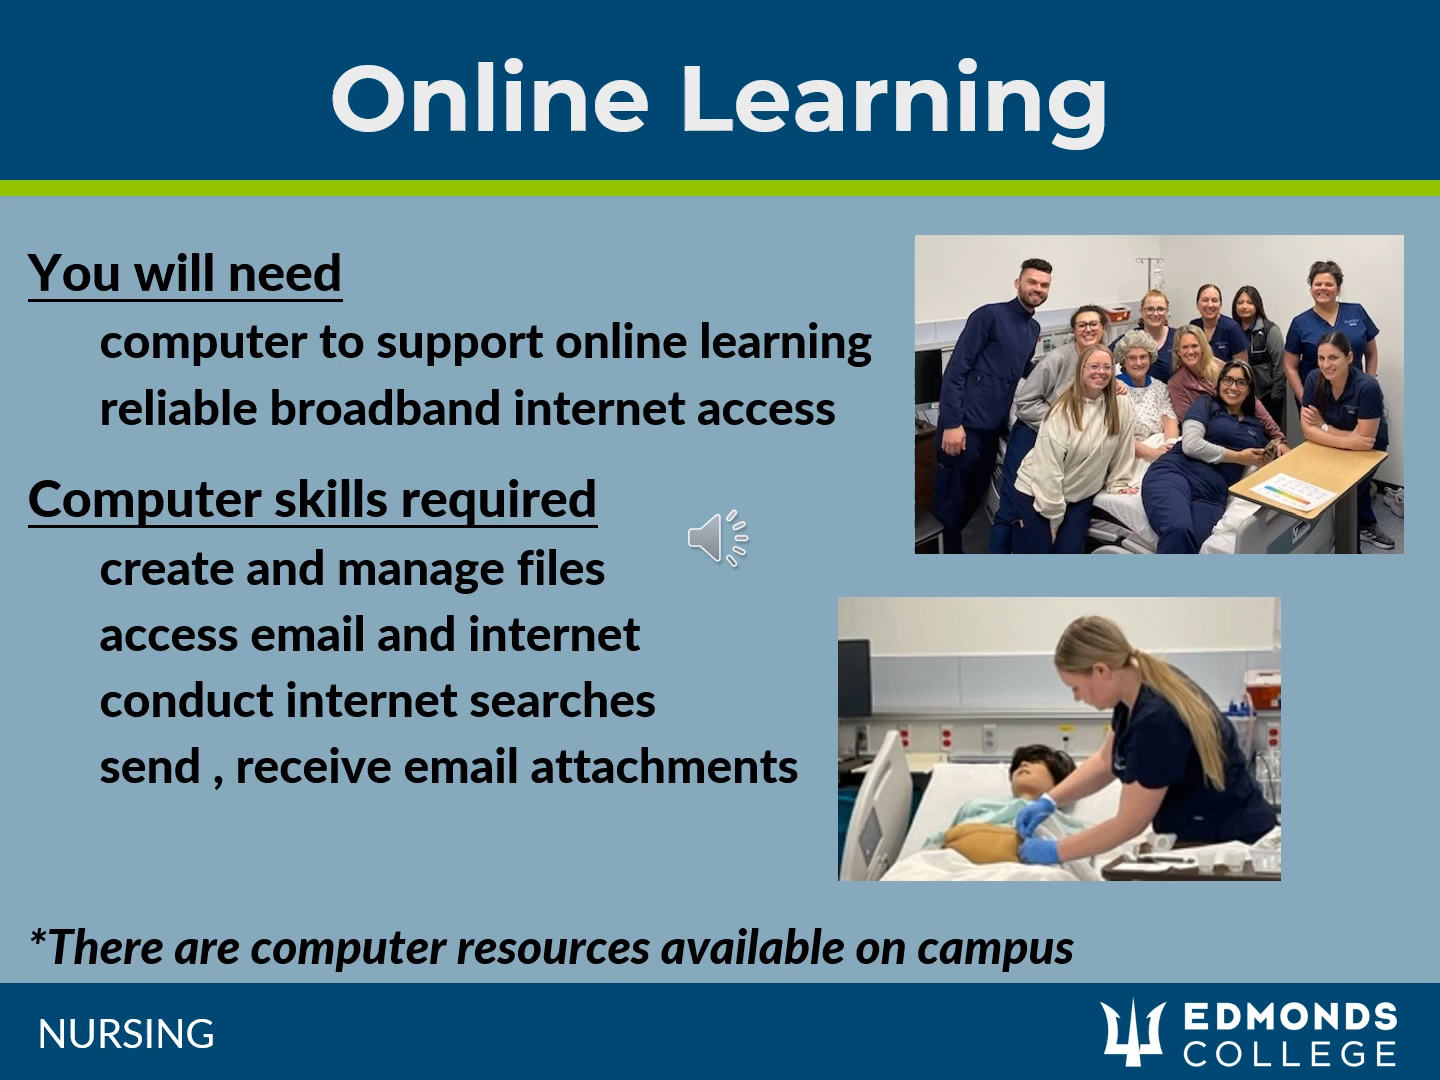 Online Learning
You will need
computer to support online learning
reliable broadband internet access
Computer skills required
create and manage files
access email and internet
conduct internet searches
send , receive email attachments
*There are computer resources available on campus
NURSING
EDMONDS
COLLEGE